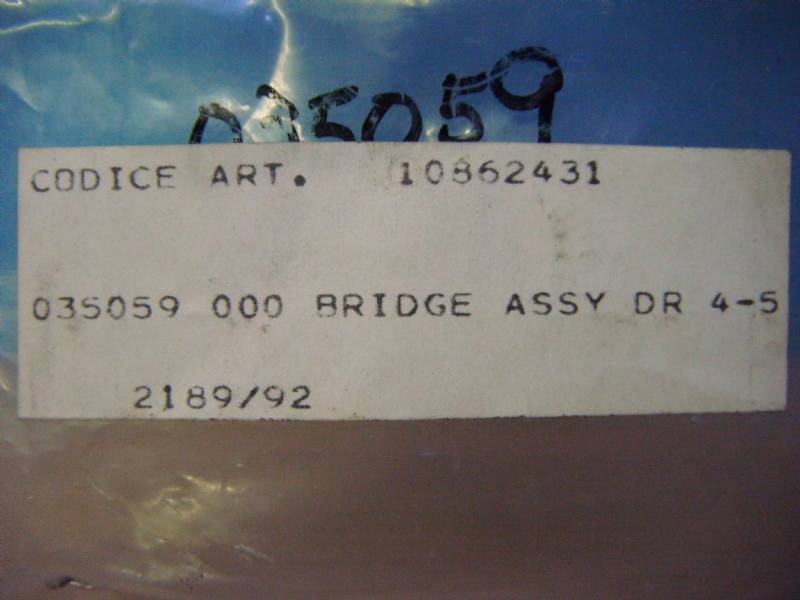 035059
CODICE ART. 10862431
035059 000 BRIDGE ASSY DR 4-5
2189/92